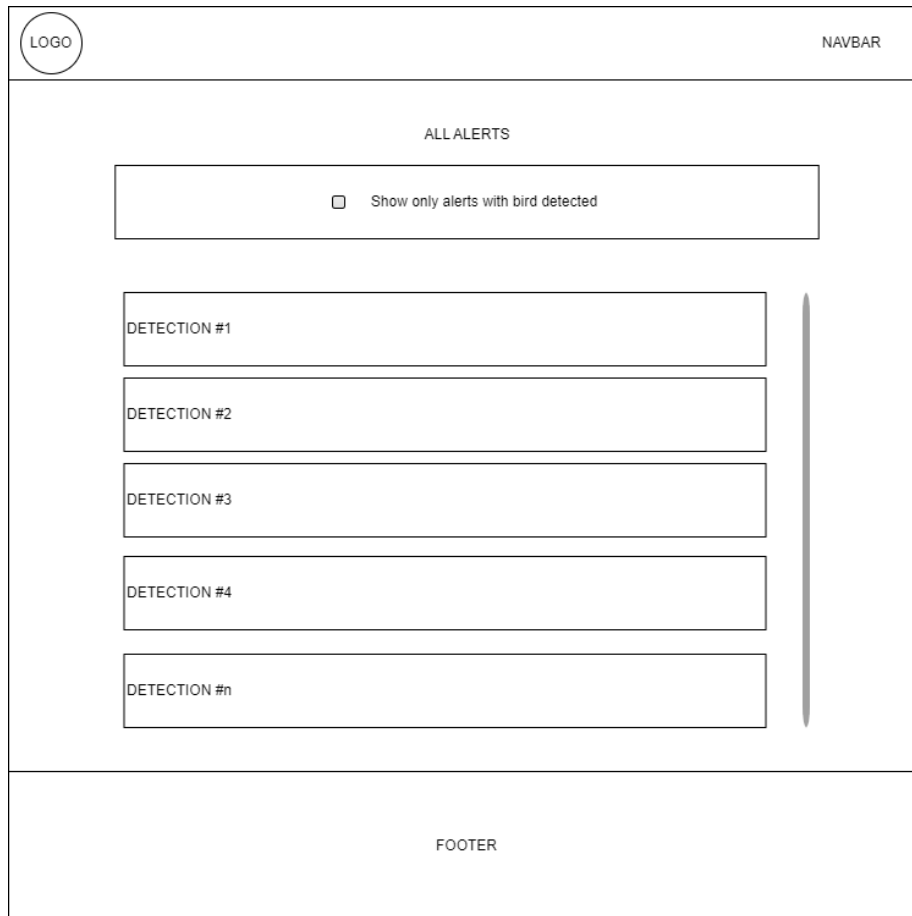 LOGO
NAVBAR
ALL ALERTS
Show only alerts with bird detected
DETECTION #1
DETECTION #2
DETECTION #3
DETECTION #4
DETECTION #n
FOOTER